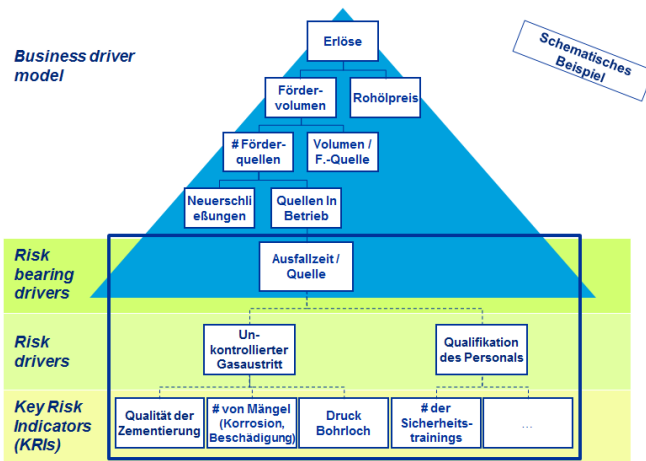 Business driver
model
Schematisches
Beispiel
Erlöse
Förder-
volumen
Rohölpreis
# Förder-
quellen
Volumen /
F.-Quelle
Neuerschli
eßungen
Quellen In
Betrieb
Risk
bearing
drivers
Ausfallzeit /
Quelle
Risk
drivers
Un-
kontrollierter
Gasaustritt
Qualifikation
des Personals
Key Risk
Indicators
(KRIs)
Qualität der
Zementierung
# von Mängel
(Korrosion,
Beschädigung)
Druck
Bohrloch
# der
Sicherheits-
trainings
...